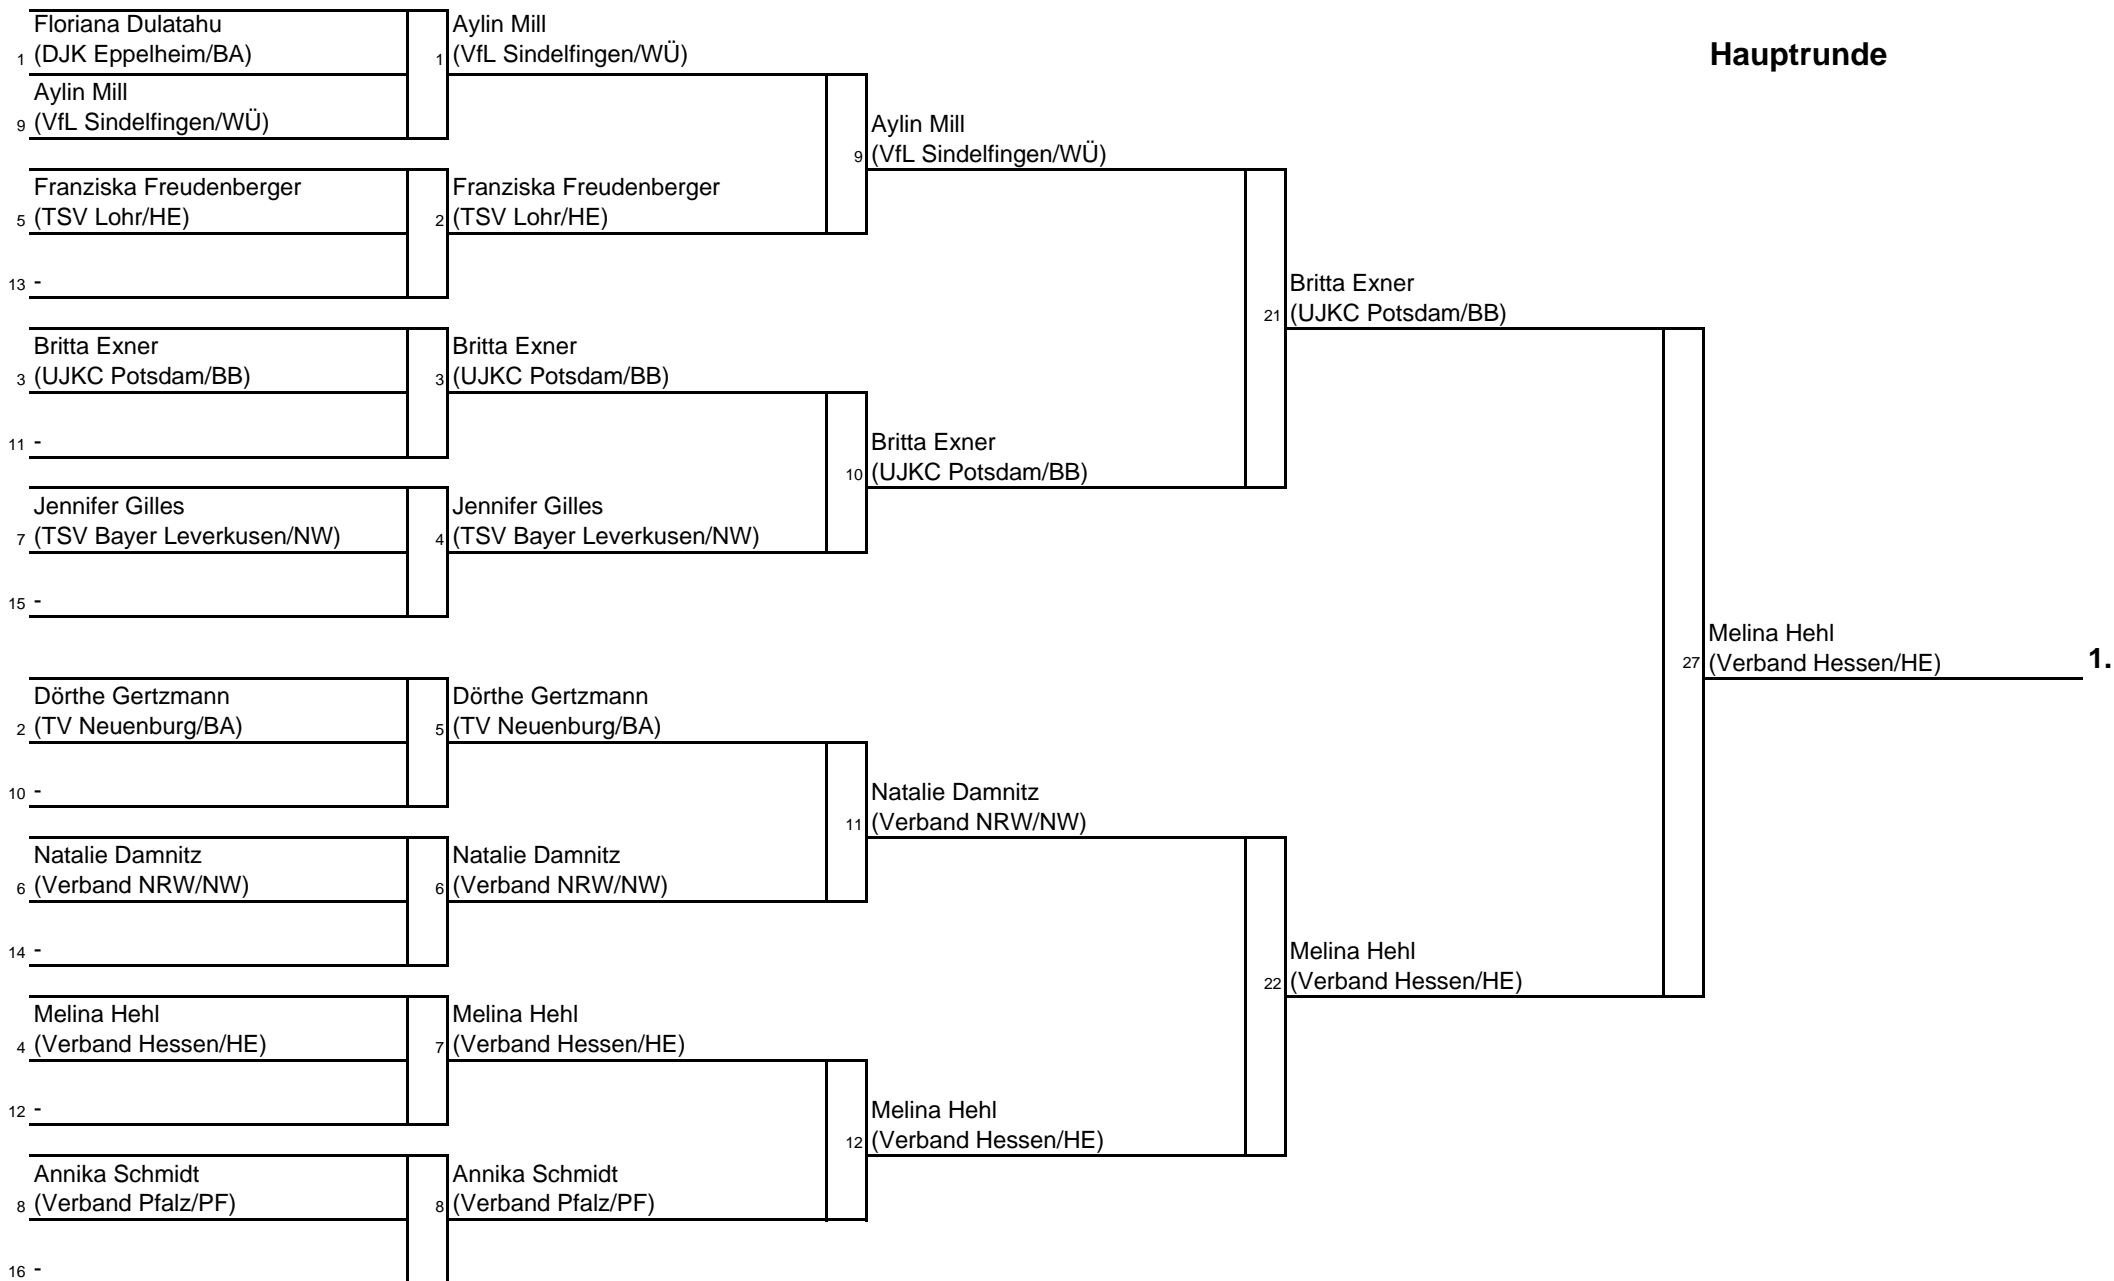 Hauptrunde
Floriana Dulatahu
1 (DJK Eppelheim/BA)
Aylin Mill
9 (VfL Sindelfingen/WÜ)
Franziska Freudenberger
5 (TSV Lohr/HE)
13 -
Britta Exner
3 (UJKC Potsdam/BB)
11 -
Jennifer Gilles
7 (TSV Bayer Leverkusen/NW)
15 -
Dörthe Gertzmann
2 (TV Neuenburg/BA)
10 -
Natalie Damnitz
6 (Verband NRW/NW)
14 -
Melina Hehl
4 (Verband Hessen/HE)
12 -
Annika Schmidt
8 (Verband Pfalz/PF)
16 -
Aylin Mill
1 (VfL Sindelfingen/WÜ)
Franziska Freudenberger
2 (TSV Lohr/HE)
Britta Exner
3 (UJKC Potsdam/BB)
Jennifer Gilles
4 (TSV Bayer Leverkusen/NW)
Dörthe Gertzmann
5 (TV Neuenburg/BA)
Natalie Damnitz
6 (Verband NRW/NW)
Melina Hehl
7 (Verband Hessen/HE)
Annika Schmidt
8 (Verband Pfalz/PF)
Aylin Mill
9 (VfL Sindelfingen/WÜ)
Britta Exner
10 (UJKC Potsdam/BB)
Natalie Damnitz
11 (Verband NRW/NW)
Melina Hehl
12 (Verband Hessen/HE)
Britta Exner
21 (UJKC Potsdam/BB)
Melina Hehl
22 (Verband Hessen/HE)
Melina Hehl
27 (Verband Hessen/HE) 1.